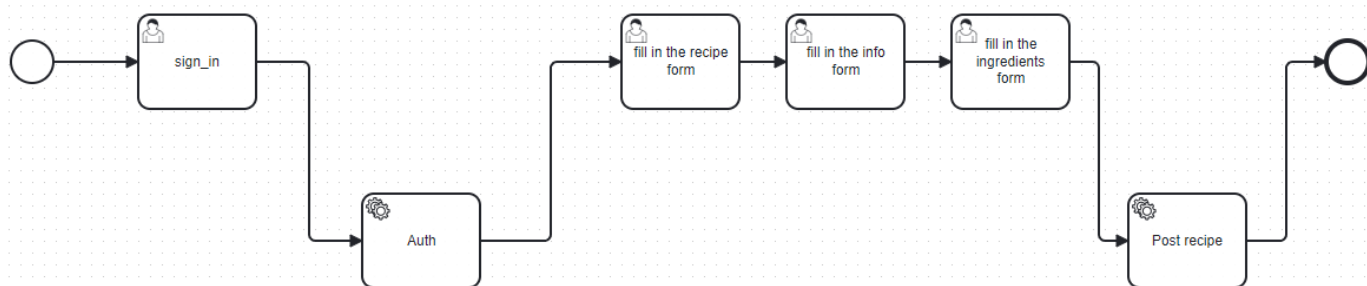 sign_in
Auth
fill in the recipe
form
fill in the info
form
fill in the
ingredients
form
Post recipe